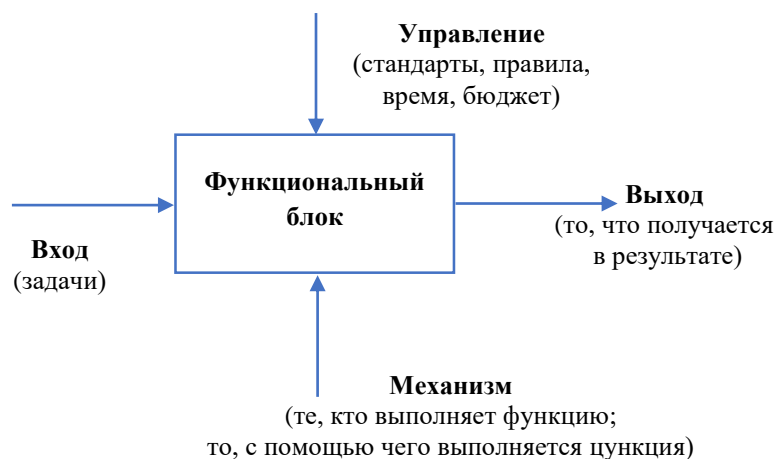 Управление
(стандарты, правила,
время, бюджет)
Функциональный
блок
Вход
(задачи)
Выход
(то, что получается
в результате)
Механизм
(те, кто выполняет функцию;
то, с помощью чего выполняется цункция)